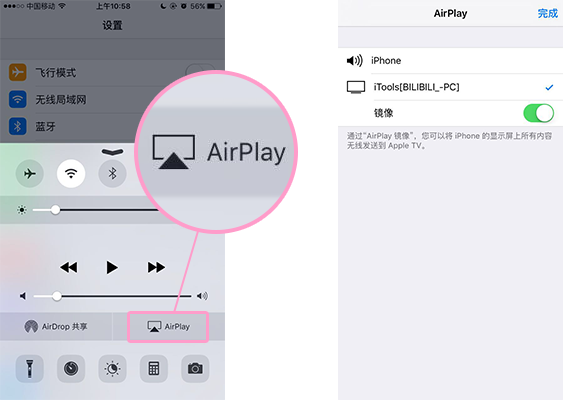 中国移动
上午10:58
56%
设置
飞行模式
无线局域网
蓝牙
AirPlay
AirDrop 共享
AirPlay
AirPlay
完成
iPhone
iTools[BILIBILI_-PC]
镜像
通过“AirPlay 镜像”，您可以将 iPhone 的显示屏上所有内容
无线发送到 Apple TV。